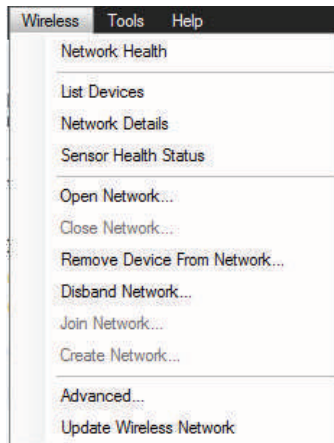 Wireless Tools Help
Network Health
List Devices
Network Details
Sensor Health Status
Open Network...
Close Network...
Remove Device From Network...
Disband Network...
Join Network...
Create Network...
Advanced...
Update Wireless Network